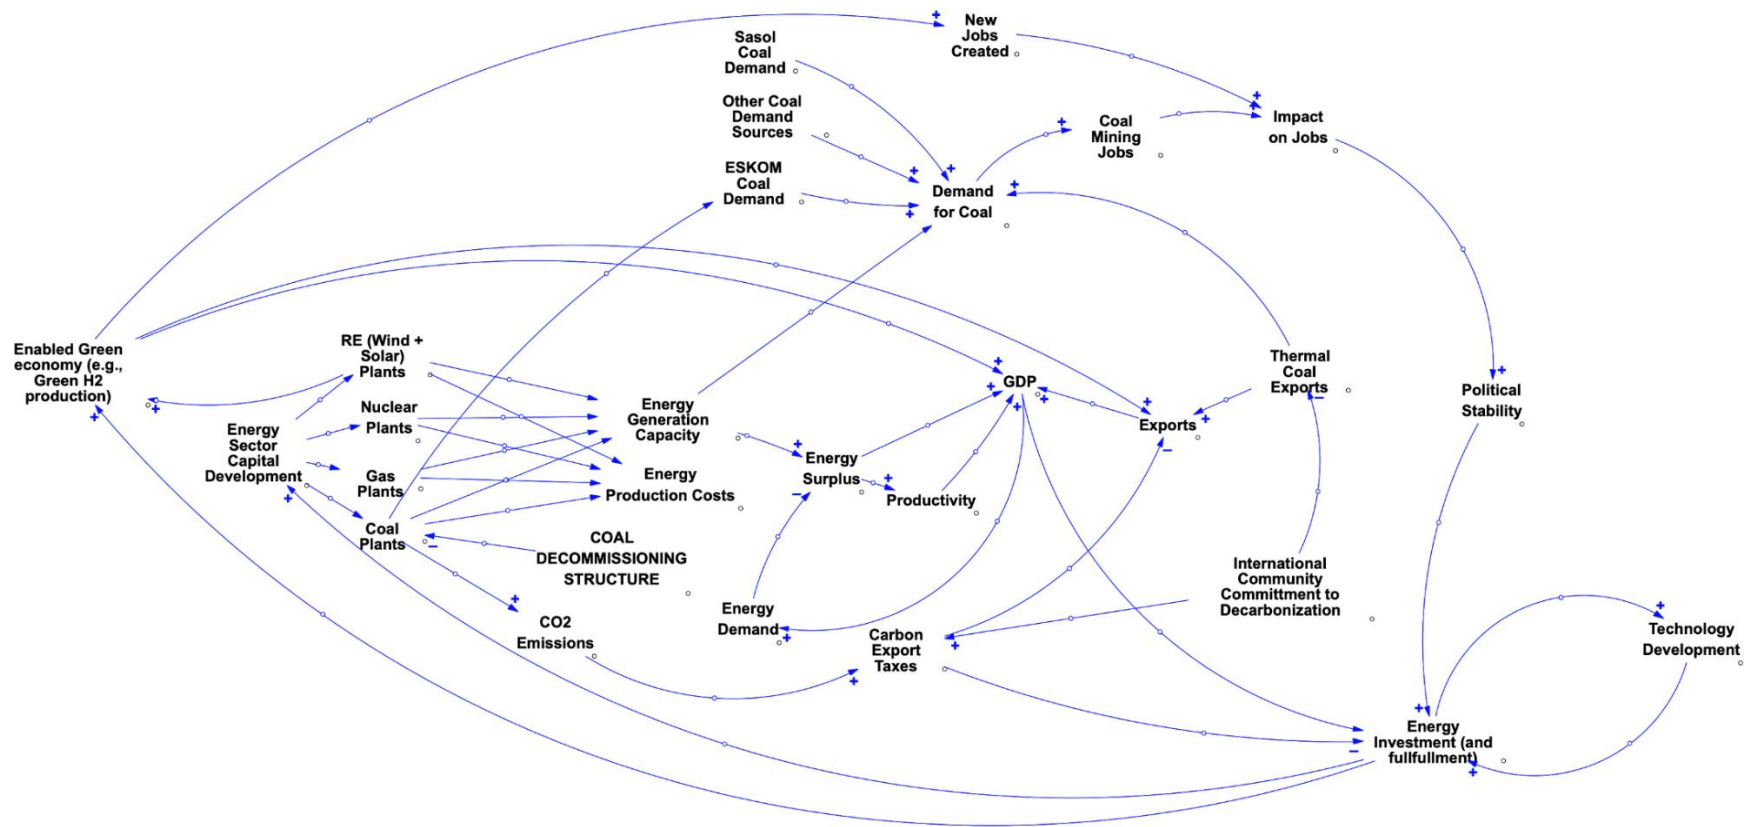 New
Jobs
Created
Sasol
Coal
Demand
Other Coal
Demand
Sources
Coal
Mining
Jobs
Impact
on Jobs
ESKOM
Coal
Demand
Demand
for Coal
Enabled Green
economy (e.g.,
Green H2
production)
RE (Wind +
Solar)
Plants
Nuclear
Plants
Energy
Sector
Capital
Development
Gas
Plants
Coal
Plants
Energy
Generation
Capacity
Energy
Production Costs
COAL
DECOMMISSIONING
STRUCTURE
CO2
Emissions
Energy
Surplus
Productivity
GDP
Exports
Thermal
Coal
Exports
Political
Stability
Energy
Demand
Carbon
Export
Taxes
International
Community
Committment to
Decarbonization
Technology
Development
Energy
Investment (and
fullfullment)